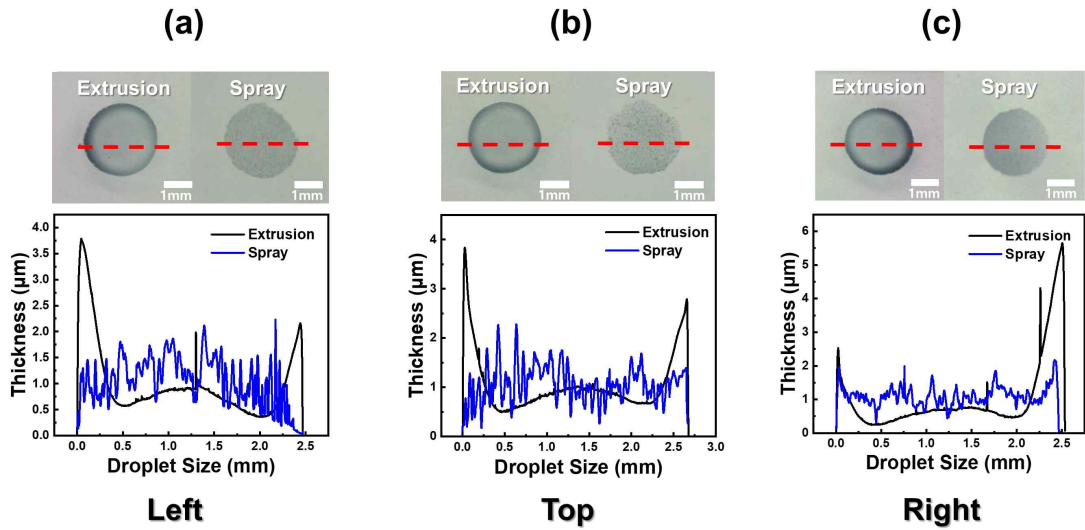 (a)
(b)
(c)
Extrusion Spray
1mm 1mm
Extrusion Spray
1mm 1mm
Extrusion Spray
1mm 1mm
4.0
3.5
3.0
2.5
2.0
1.5
1.0
0.5
0.0
Thickness (μm)
Extrusion
Spray
0.0 0.5 1.0 1.5 2.0 2.5
Droplet Size (mm)
4
3
2
1
0
Thickness (μm)
Extrusion
Spray
0.0 0.5 1.0 1.5 2.0 2.5 3.0
Droplet Size (mm)
6
5
4
3
2
1
0
Thickness (μm)
Extrusion
Spray
0.0 0.5 1.0 1.5 2.0 2.5
Droplet Size (mm)
Left
Top
Right